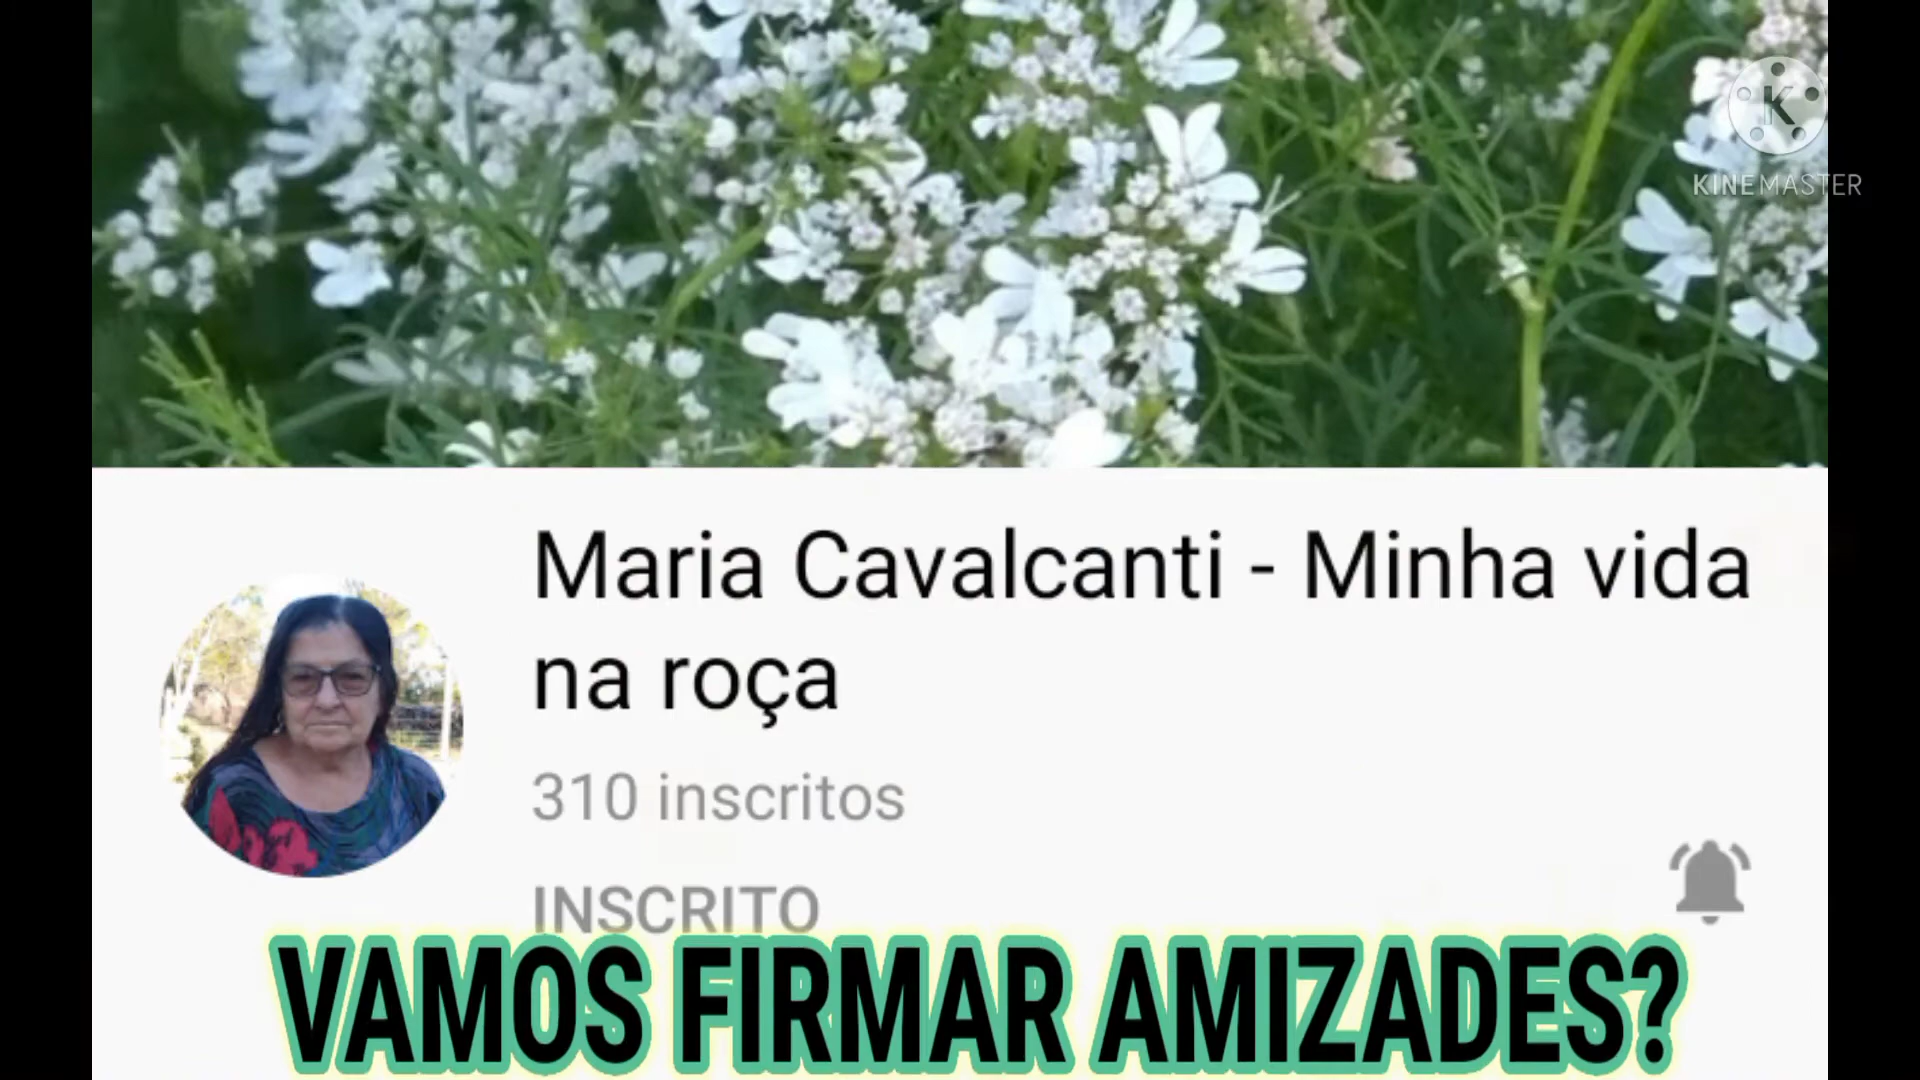 KINEMASTER
Maria Cavalcanti - Minha vida
na roça
310 inscritos
INSCRITO
VAMOS FIRMAR AMIZADES?